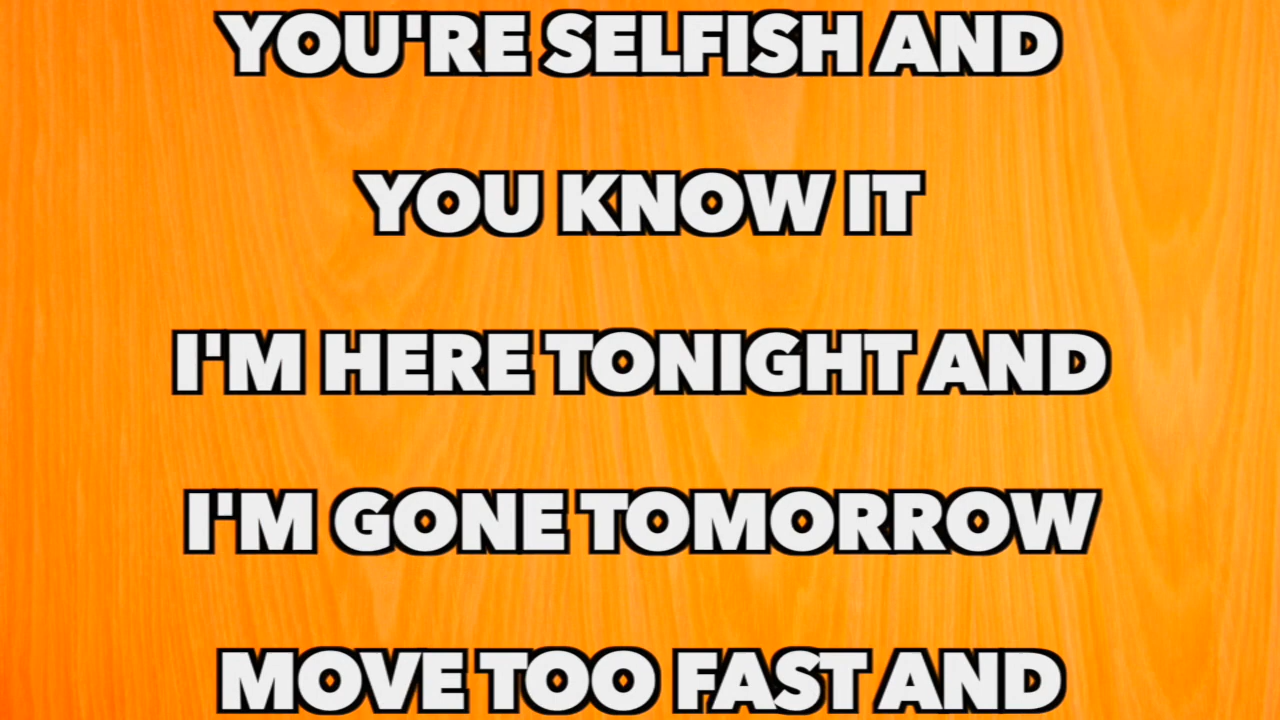 YOU'RE SELFISH AND
YOU KNOW IT
I'M HERE TONIGHT AND
I'M GONE TOMORROW
MOVE TOO FAST AND